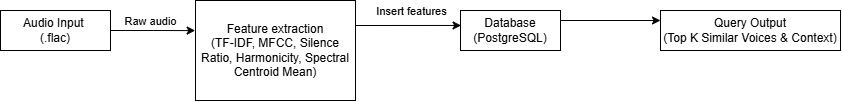 Audio Input
(.flac)
Raw audio
Feature extraction
(TF-IDF, MFCC, Silence
Ratio, Harmonicity, Spectral
Centroid Mean)
Insert features
Database
(PostgreSQL)
Query Output
(Top K Similar Voices & Context)